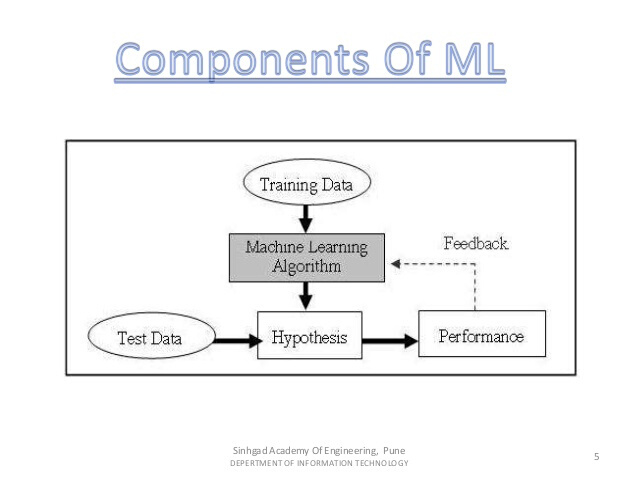 Components Of ML
Training Data
Machine Learning
Algorithm
Feedback
Test Data
Hypothesis
Performance
Sinhgad Academy Of Engineering, Pune
DEPERTMENT OF INFORMATION TECHNOLOGY
5